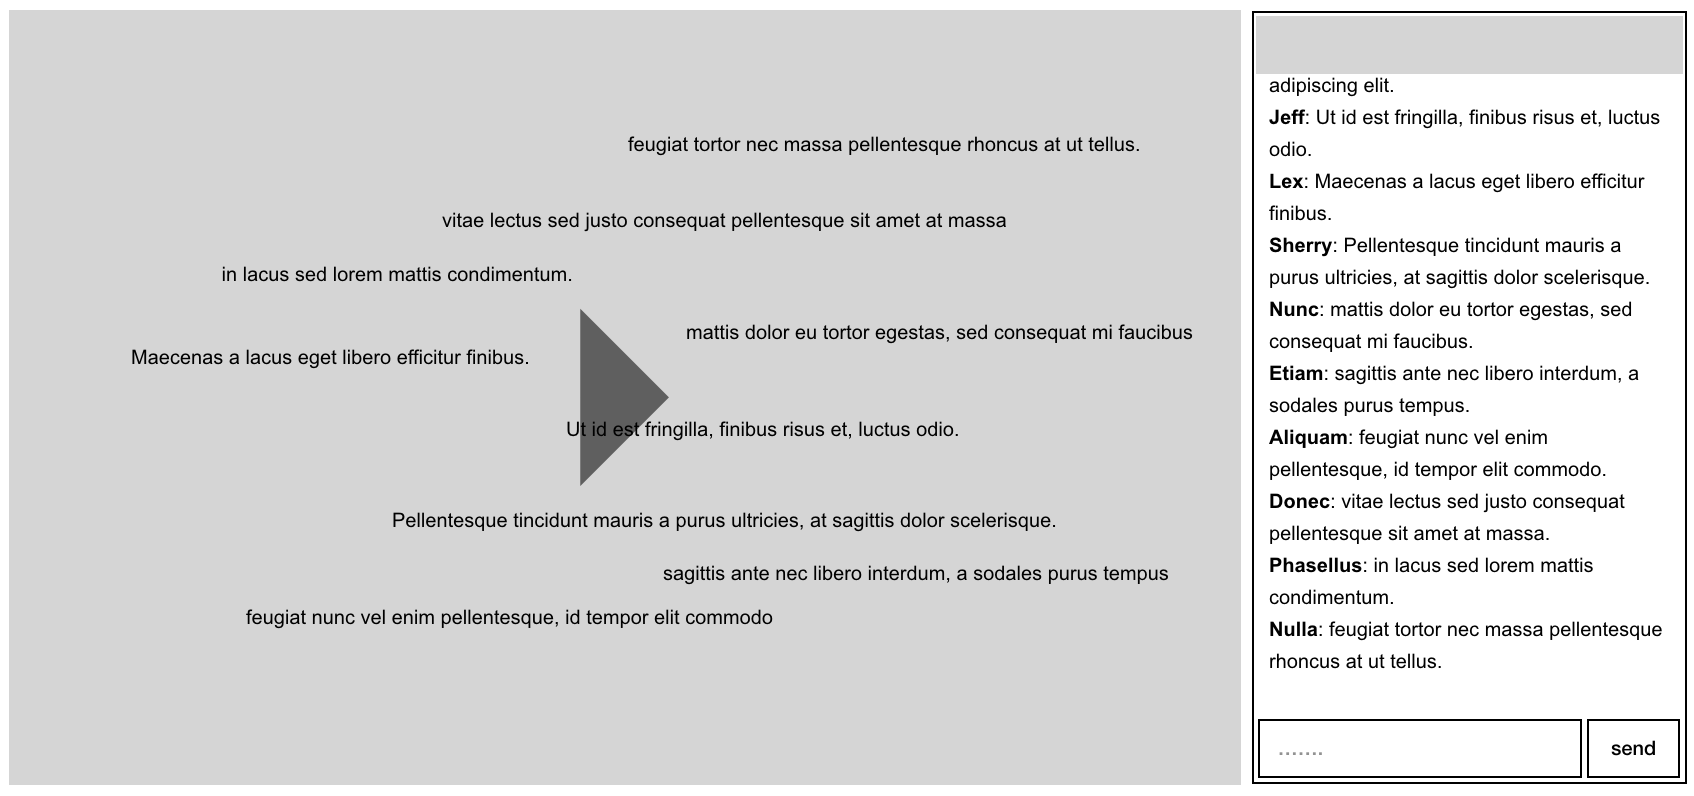 feugiat tortor nec massa pellentesque rhoncus at ut tellus.
vitae lectus sed justo consequat pellentesque sit amet at massa
in lacus sed lorem mattis condimentum.
mattis dolor eu tortor egestas, sed consequat mi faucibus
Maecenas a lacus eget libero efficitur finibus.
Ut id est fringilla, finibus risus et, luctus odio.
Pellentesque tincidunt mauris a purus ultricies, at sagittis dolor scelerisque.
sagittis ante nec libero interdum, a sodales purus tempus
feugiat nunc vel enim pellentesque, id tempor elit commodo
adipiscing elit.
Jeff: Ut id est fringilla, finibus risus et, luctus
odio.
Lex: Maecenas a lacus eget libero efficitur
finibus.
Sherry: Pellentesque tincidunt mauris a
purus ultricies, at sagittis dolor scelerisque.
Nunc: mattis dolor eu tortor egestas, sed
consequat mi faucibus.
Etiam: sagittis ante nec libero interdum, a
sodales purus tempus.
Aliquam: feugiat nunc vel enim
pellentesque, id tempor elit commodo.
Donec: vitae lectus sed justo consequat
pellentesque sit amet at massa.
Phasellus: in lacus sed lorem mattis
condimentum.
Nulla: feugiat tortor nec massa pellentesque
rhoncus at ut tellus.
.......
send